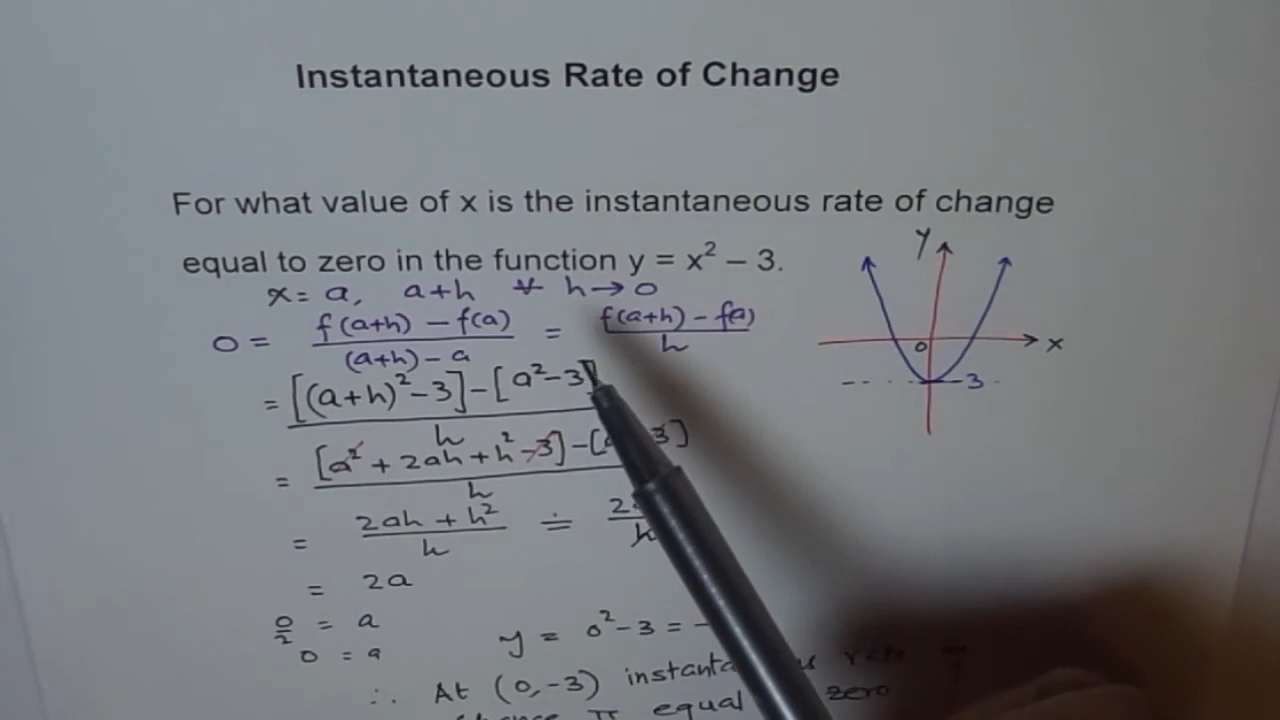 Instantaneous Rate of Change
For what value of x is the instantaneous rate of change
equal to zero in the function y = x² – 3.
x = a, a+h ∀ h→0
0 = f(a+h) – f(a) / (a+h) – a = f(a+h) – f(a) / h
= [(a+h)² – 3] – [a² – 3] / h
= [a² + 2ah + h² – 3] – [ 3] / h
= 2ah + h² / h ≑ 2 / h
= 2a
0/2 = a
0 = a
y = 0² – 3 = –
∴ At (0, –3) rate
equal zero
y
x
0
–3